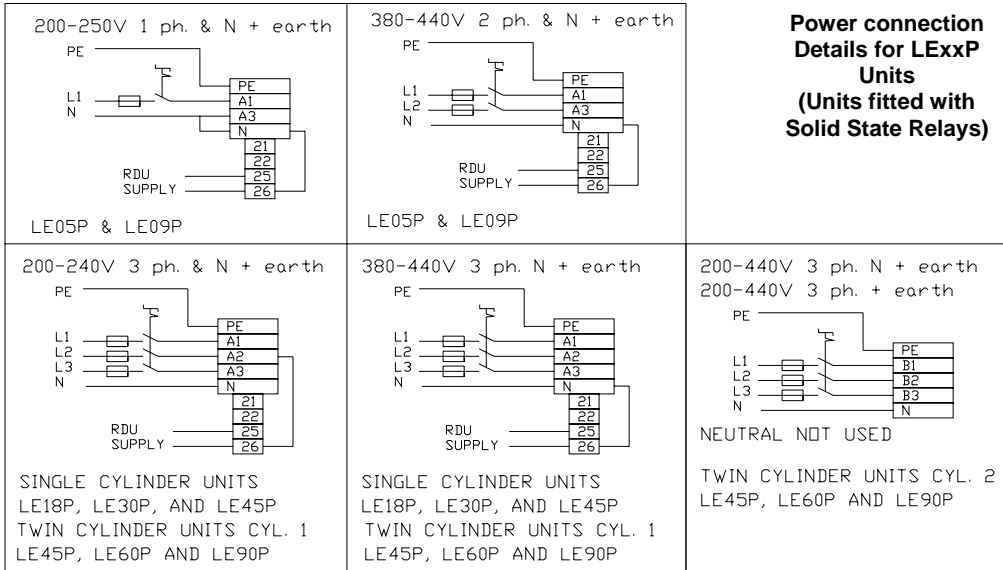 200-250V 1 ph. & N + earth
PE
L1
N
PE
A1
A3
N
21
22
25
26
RDU
SUPPLY
LE05P & LE09P
380-440V 2 ph. & N + earth
PE
L1
L2
N
PE
A1
A3
N
21
22
25
26
RDU
SUPPLY
LE05P & LE09P
Power connection
Details for LExxP
Units
(Units fitted with
Solid State Relays)
200-240V 3 ph. & N + earth
PE
L1
L2
L3
N
PE
A1
A2
A3
N
21
22
25
26
RDU
SUPPLY
SINGLE CYLINDER UNITS
LE18P, LE30P, AND LE45P
TWIN CYLINDER UNITS CYL. 1
LE45P, LE60P AND LE90P
380-440V 3 ph. N + earth
PE
L1
L2
L3
N
PE
A1
A2
A3
N
21
22
25
26
RDU
SUPPLY
SINGLE CYLINDER UNITS
LE18P, LE30P, AND LE45P
TWIN CYLINDER UNITS CYL. 1
LE45P, LE60P AND LE90P
200-440V 3 ph. N + earth
200-440V 3 ph. + earth
PE
L1
L2
L3
N
PE
B1
B2
B3
N
NEUTRAL NOT USED
TWIN CYLINDER UNITS CYL. 2
LE45P, LE60P AND LE90P